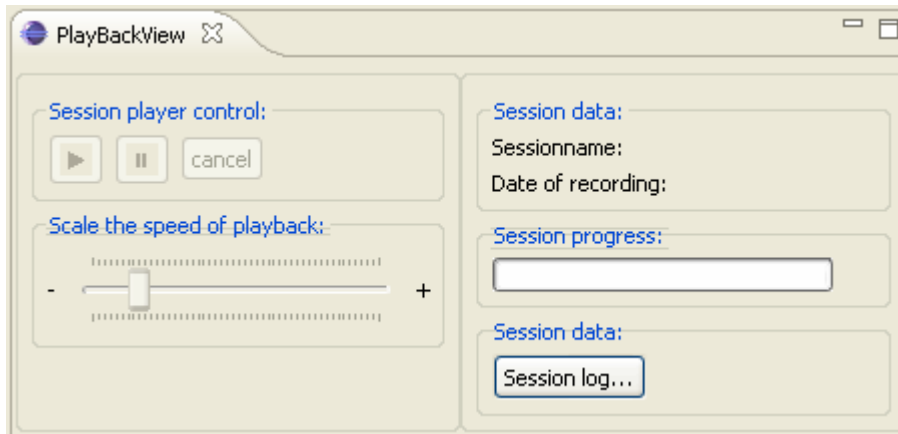 PlayBackView
Session player control:
cancel
Scale the speed of playback:
- +
Session data:
Sessionname:
Date of recording:
Session progress:
Session data:
Session log...